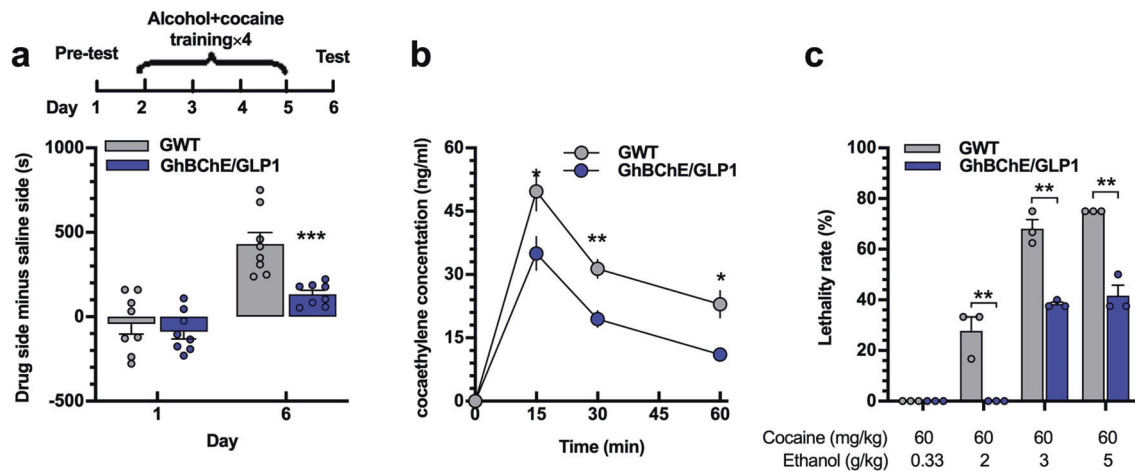 a
Alcohol+cocaine
training×4
Pre-test
Test
Day 1 2 3 4 5 6
GWT
GhBChE/GLP1
Drug side minus saline side (s)
1000
500
0
-500
***
1 6
Day
b
GWT
GhBChE/GLP1
cocaethylene concentration (ng/ml)
60
45
30
15
0
*
**
*
0 15 30 45 60
Time (min)
c
GWT
GhBChE/GLP1
Lethality rate (%)
100
80
60
40
20
0
**
**
**
Cocaine (mg/kg) 60 60 60 60
Ethanol (g/kg) 0.33 2 3 5